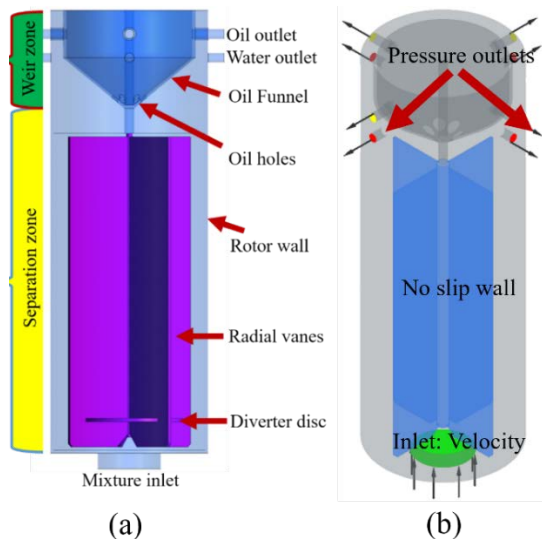 Weir zone
Separation zone
Oil outlet
Water outlet
Oil Funnel
Oil holes
Rotor wall
Radial vanes
Diverter disc
Mixture inlet
(a)
Pressure outlets
No slip wall
Inlet: Velocity
(b)